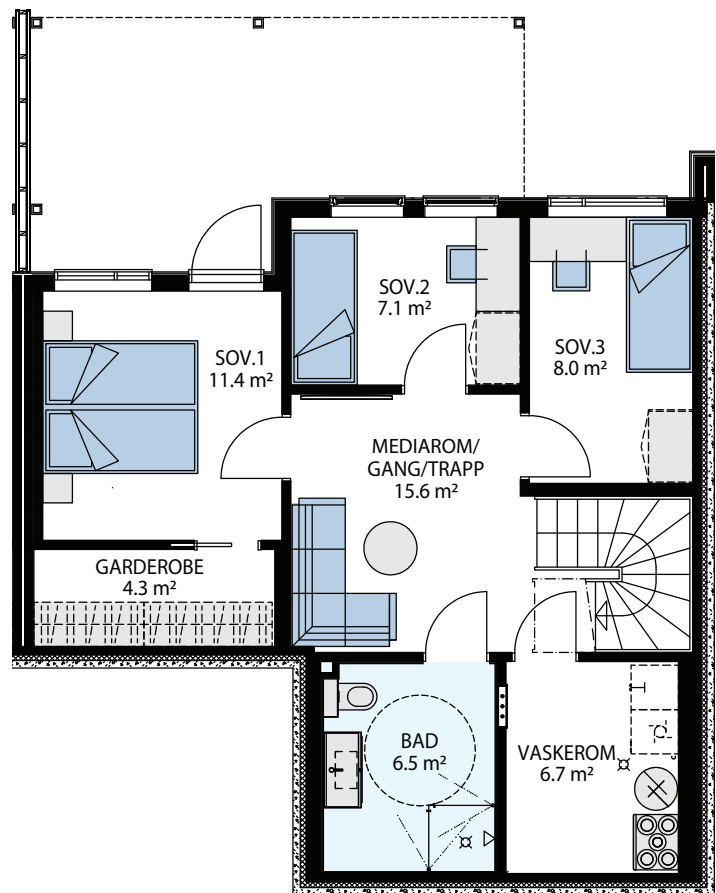 SOV.2
7.1 m²
SOV.1
11.4 m²
SOV.3
8.0 m²
MEDIAROM/
GANG/TRAPP
15.6 m²
GARDEROBE
4.3 m²
BAD
6.5 m²
VASKEROM
6.7 m²